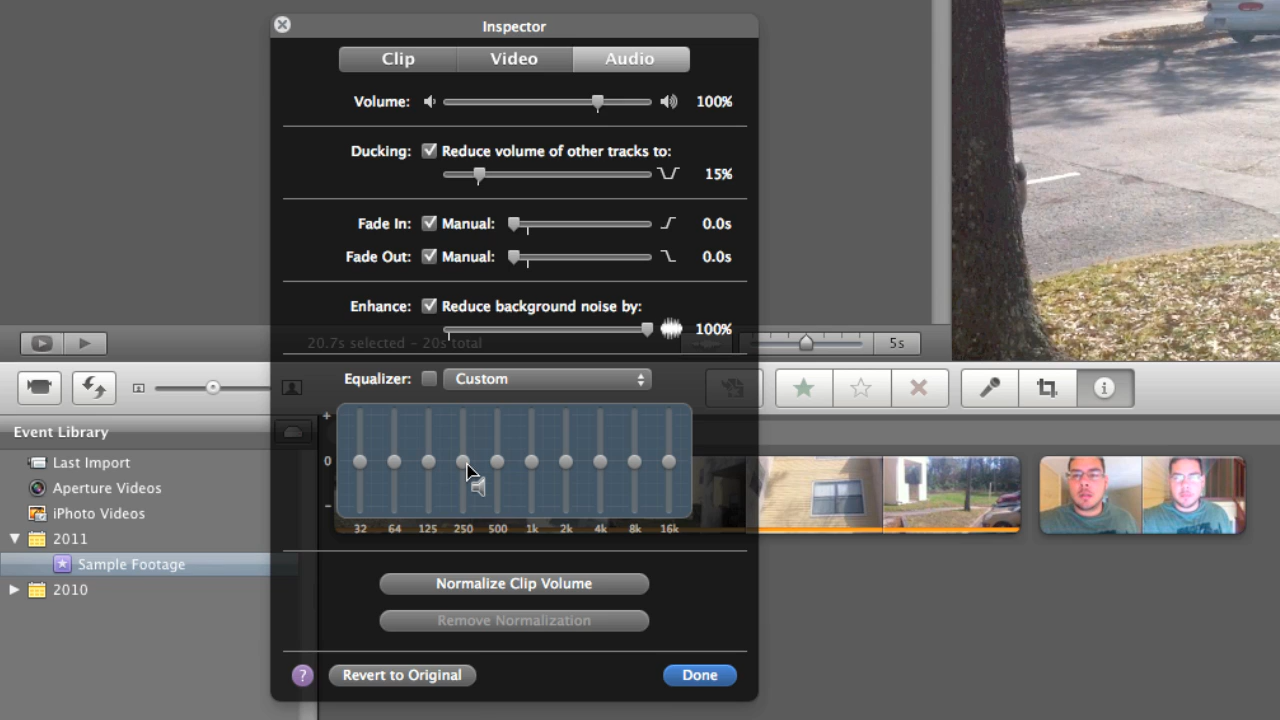 Inspector
Clip Video Audio
Volume: 100%
Ducking: Reduce volume of other tracks to:
15%
Fade In: Manual: 0.0s
Fade Out: Manual: 0.0s
Enhance: Reduce background noise by:
100%
20.7s selected – 20s total
5s
Equalizer: Custom
+
0
–
32 64 125 250 500 1k 2k 4k 8k 16k
Event Library
Last Import
Aperture Videos
iPhoto Videos
2011
Sample Footage
2010
Normalize Clip Volume
Remove Normalization
? Revert to Original Done